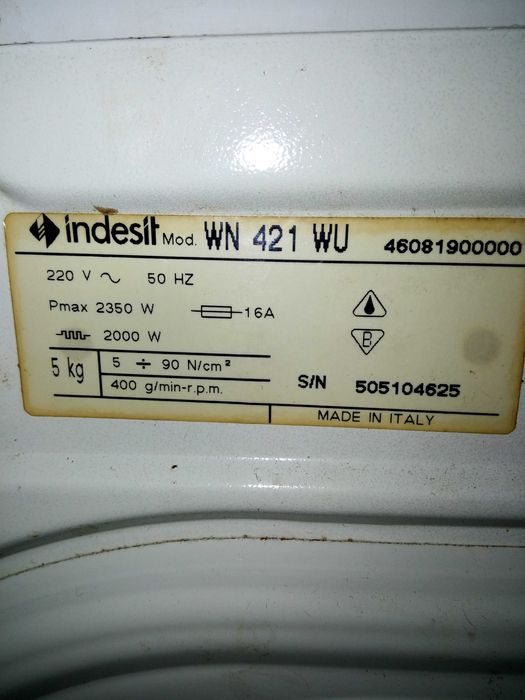 indesit Mod. WN 421 WU 46081900000
220 V ~ 50 HZ
Pmax 2350 W 16A
2000 W
5 kg
5 ÷ 90 N/cm²
400 g/min-r.p.m.
B
S/N 505104625
MADE IN ITALY